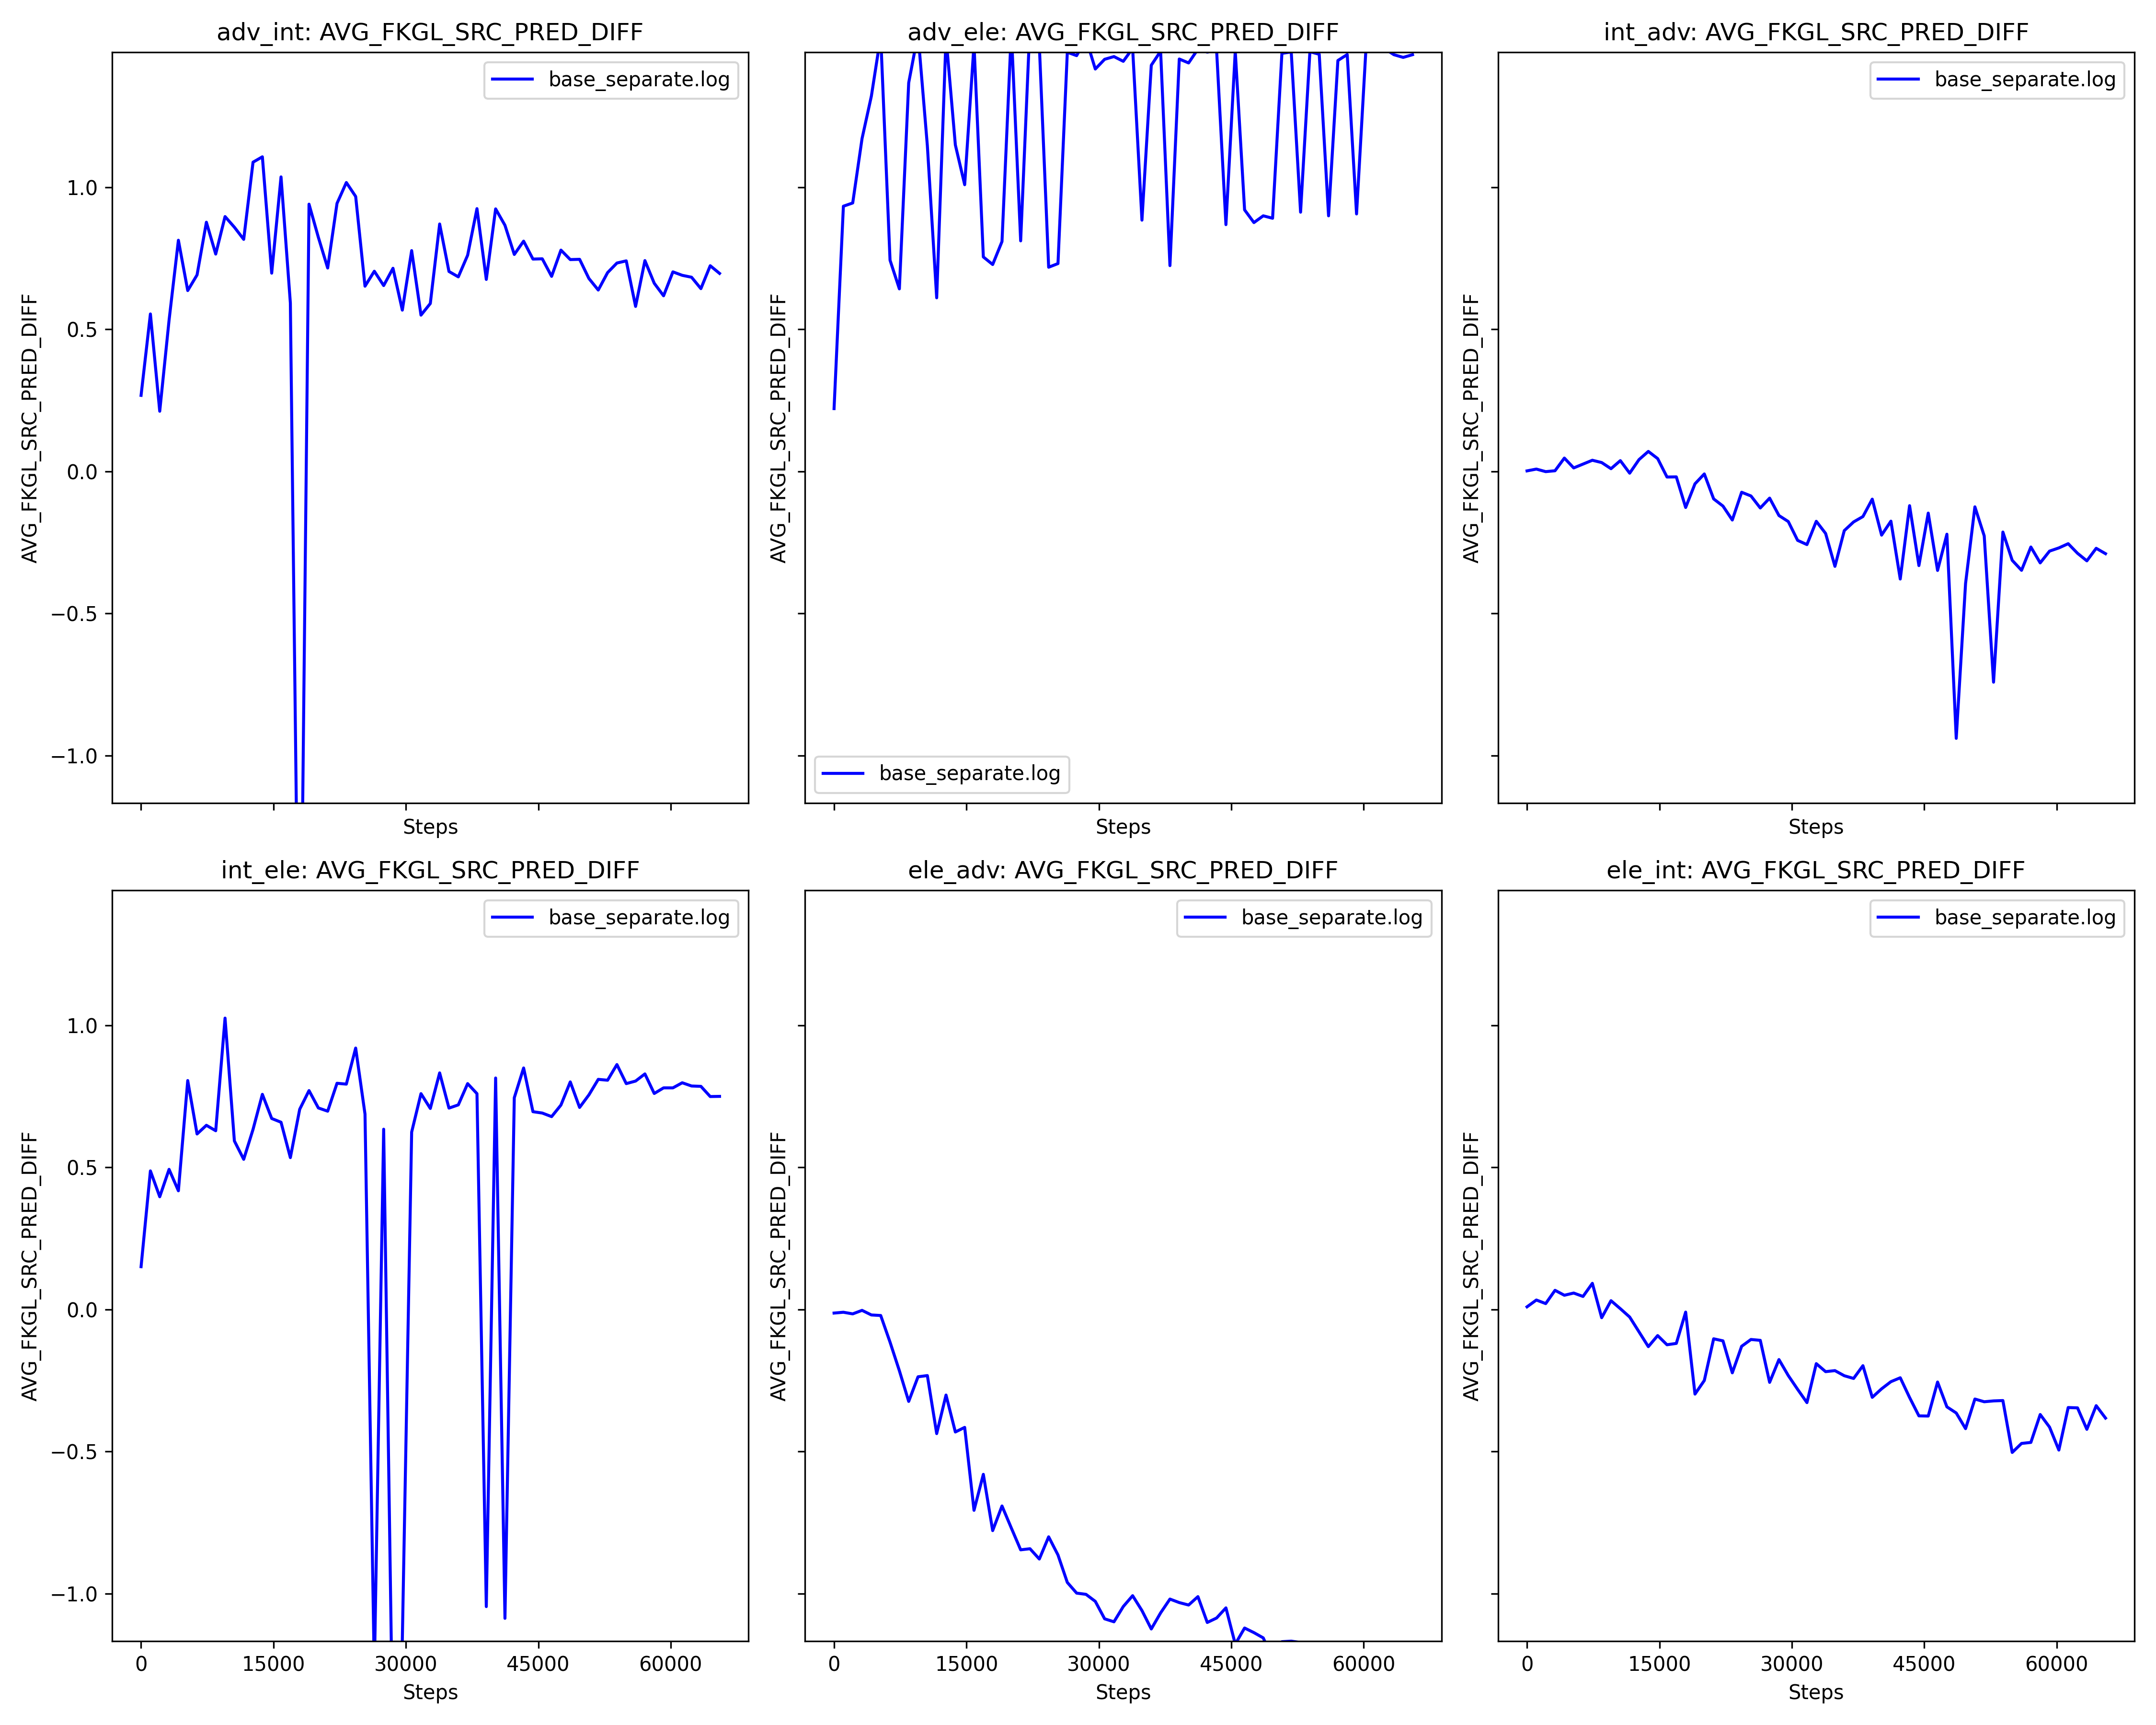 adv_int: AVG_FKGL_SRC_PRED_DIFF
base_separate.log
1.0
0.5
0.0
−0.5
−1.0
AVG_FKGL_SRC_PRED_DIFF
Steps
adv_ele: AVG_FKGL_SRC_PRED_DIFF
AVG_FKGL_SRC_PRED_DIFF
base_separate.log
Steps
int_adv: AVG_FKGL_SRC_PRED_DIFF
base_separate.log
AVG_FKGL_SRC_PRED_DIFF
Steps
int_ele: AVG_FKGL_SRC_PRED_DIFF
base_separate.log
1.0
0.5
0.0
−0.5
−1.0
AVG_FKGL_SRC_PRED_DIFF
0 15000 30000 45000 60000
Steps
ele_adv: AVG_FKGL_SRC_PRED_DIFF
base_separate.log
AVG_FKGL_SRC_PRED_DIFF
0 15000 30000 45000 60000
Steps
ele_int: AVG_FKGL_SRC_PRED_DIFF
base_separate.log
AVG_FKGL_SRC_PRED_DIFF
0 15000 30000 45000 60000
Steps